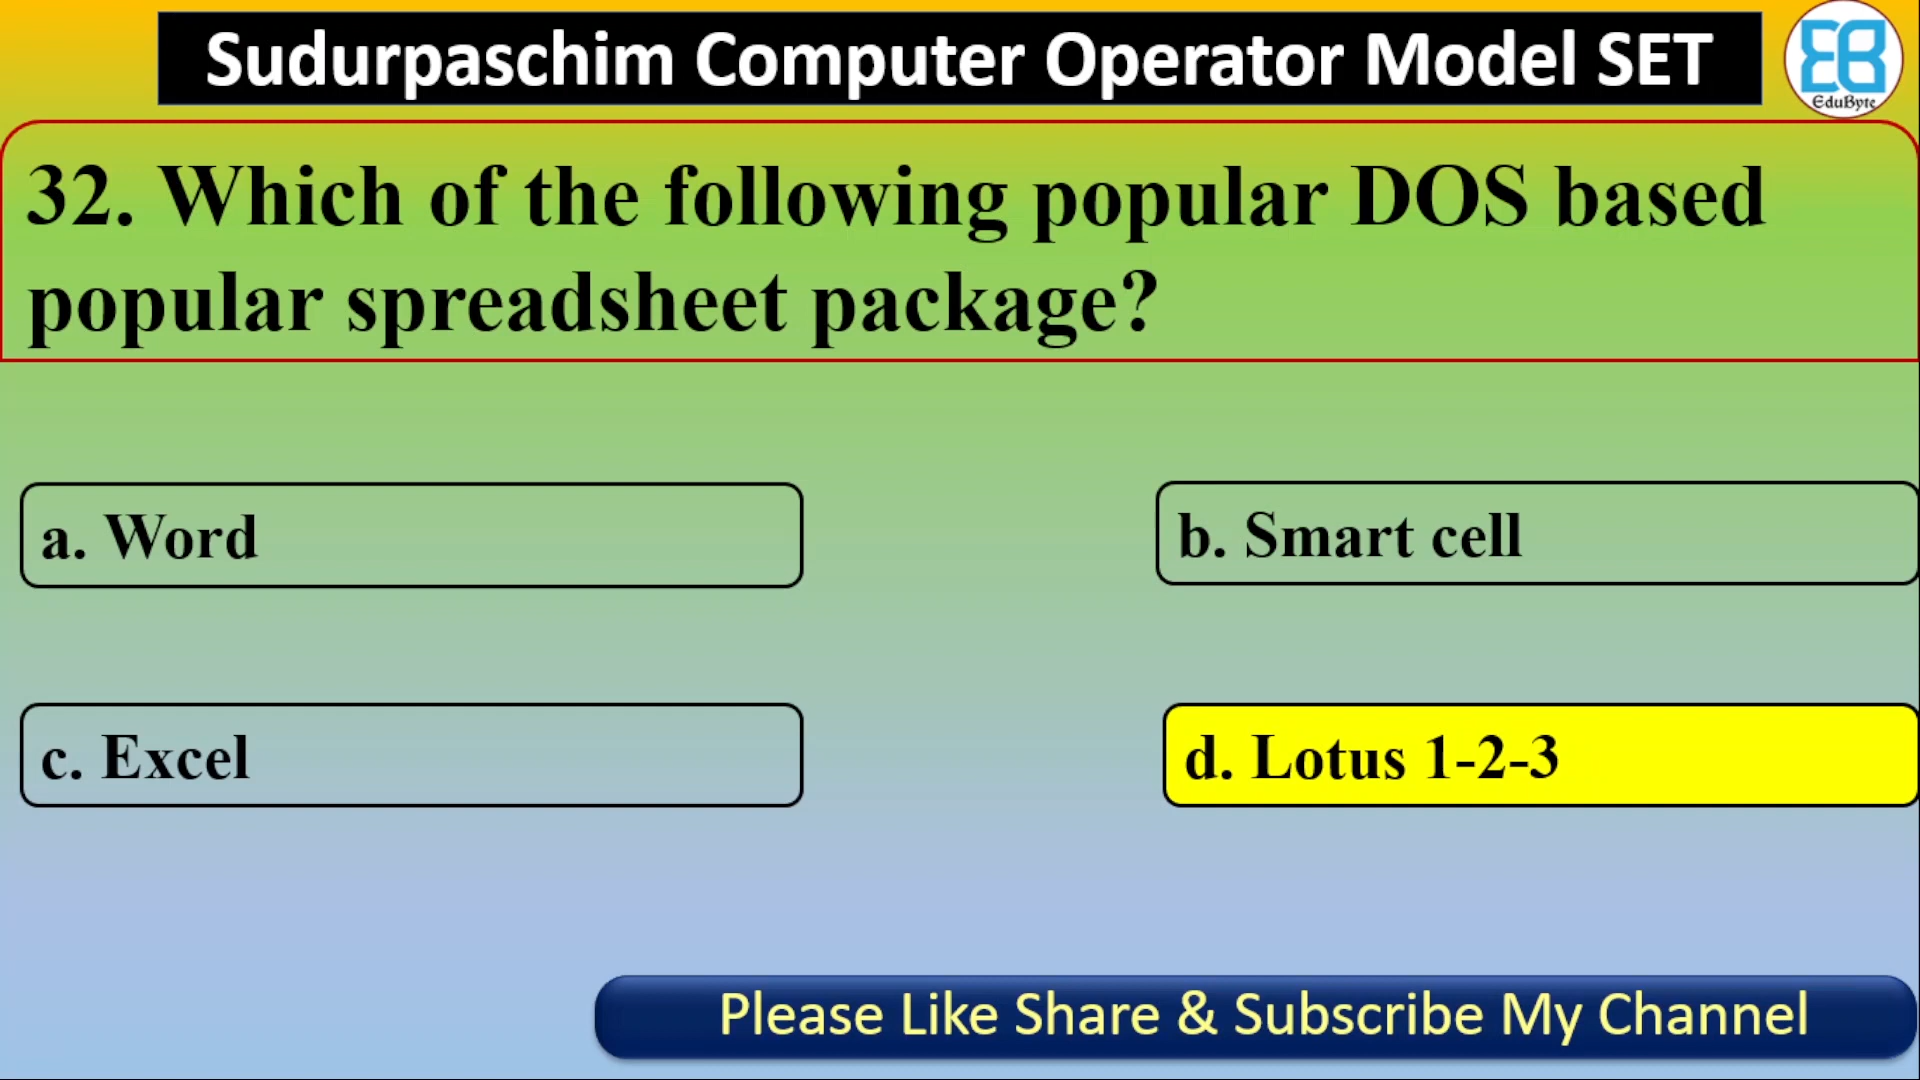 Sudurpaschim Computer Operator Model SET
EduByte
32. Which of the following popular DOS based
popular spreadsheet package?
a. Word
b. Smart cell
c. Excel
d. Lotus 1-2-3
Please Like Share & Subscribe My Channel